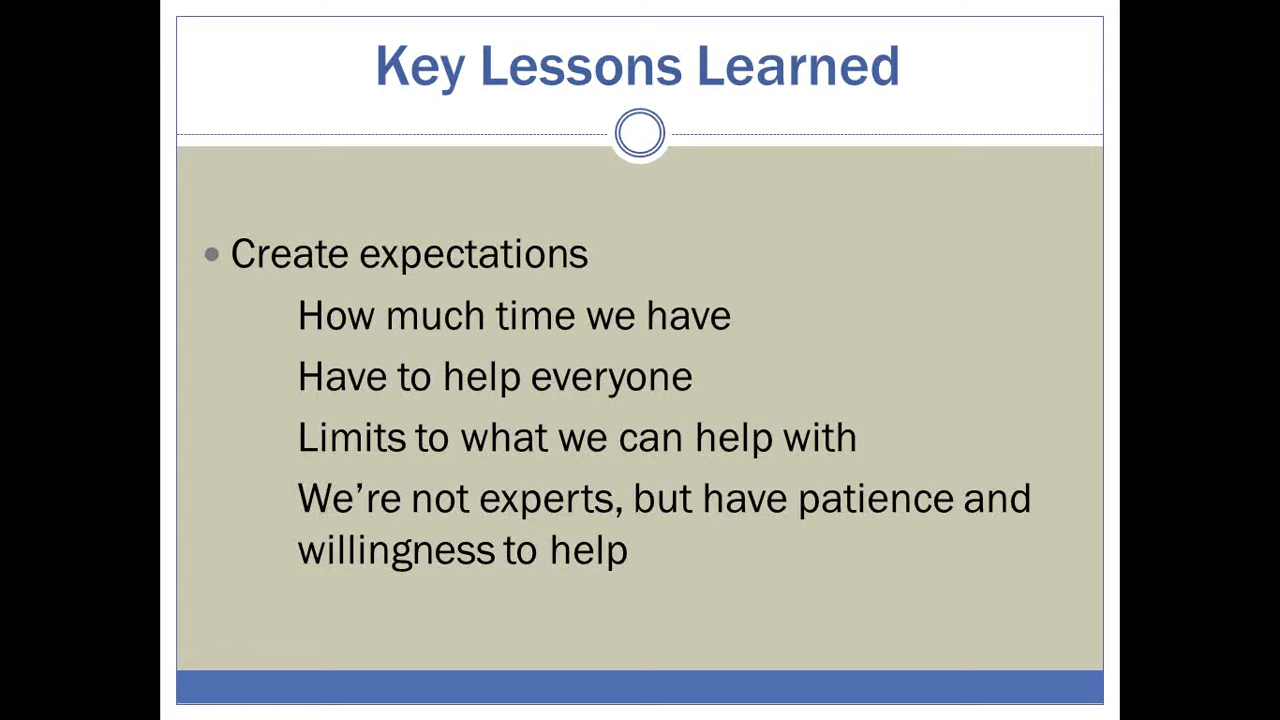 Key Lessons Learned
• Create expectations
How much time we have
Have to help everyone
Limits to what we can help with
We’re not experts, but have patience and
willingness to help